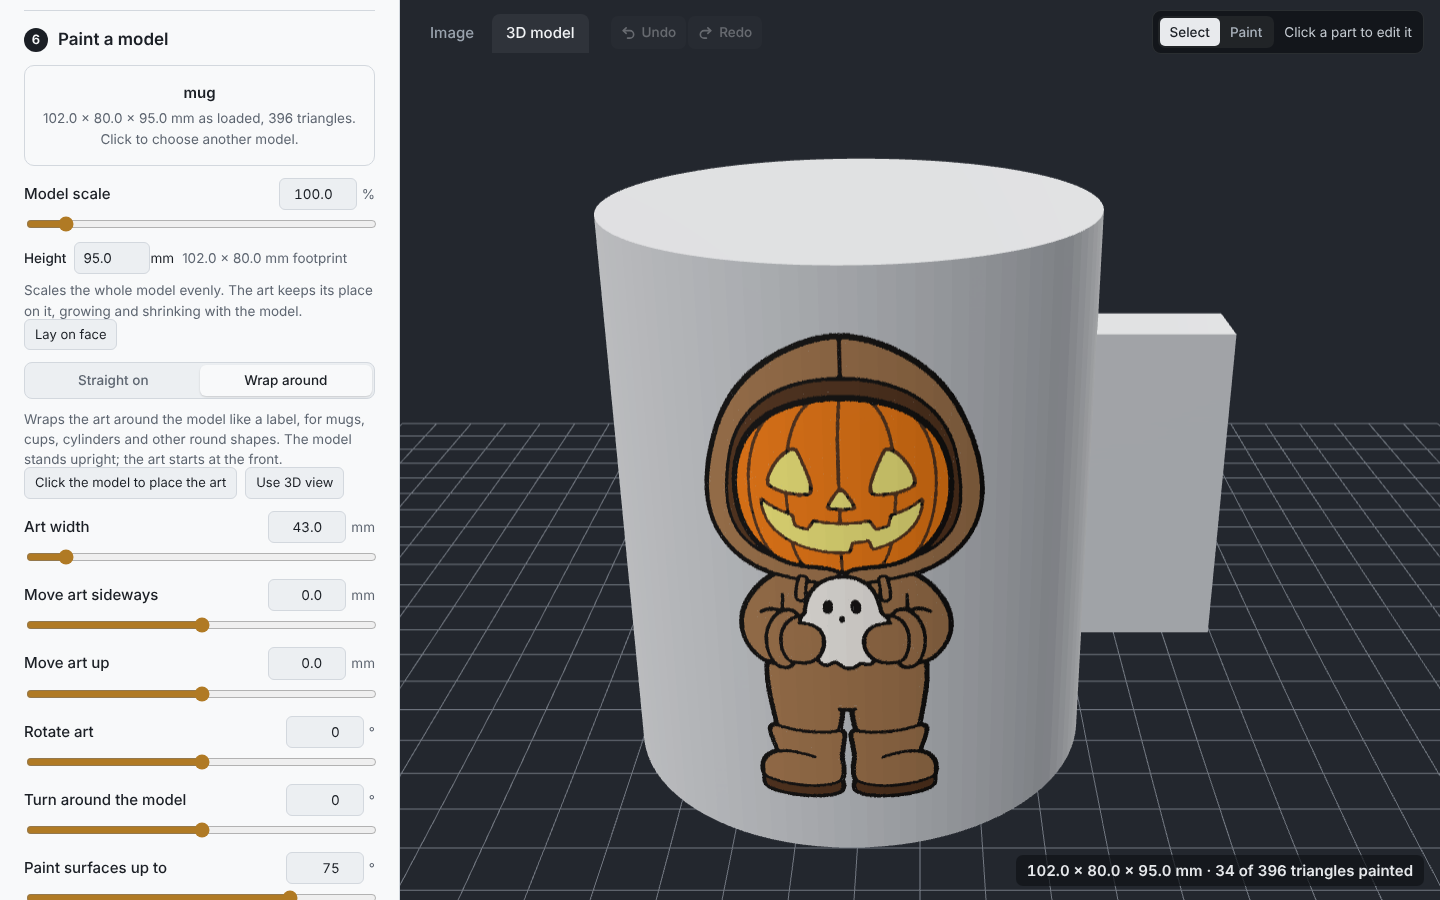 6 Paint a model
mug
102.0 × 80.0 × 95.0 mm as loaded, 396 triangles.
Click to choose another model.
Model scale 100.0 %
Height 95.0 mm 102.0 × 80.0 mm footprint
Scales the whole model evenly. The art keeps its place
on it, growing and shrinking with the model.
Lay on face
Straight on Wrap around
Wraps the art around the model like a label, for mugs,
cups, cylinders and other round shapes. The model
stands upright; the art starts at the front.
Click the model to place the art Use 3D view
Art width 43.0 mm
Move art sideways 0.0 mm
Move art up 0.0 mm
Rotate art 0 °
Turn around the model 0 °
Paint surfaces up to 75 °
Image 3D model Undo Redo
Select Paint Click a part to edit it
102.0 × 80.0 × 95.0 mm · 34 of 396 triangles painted